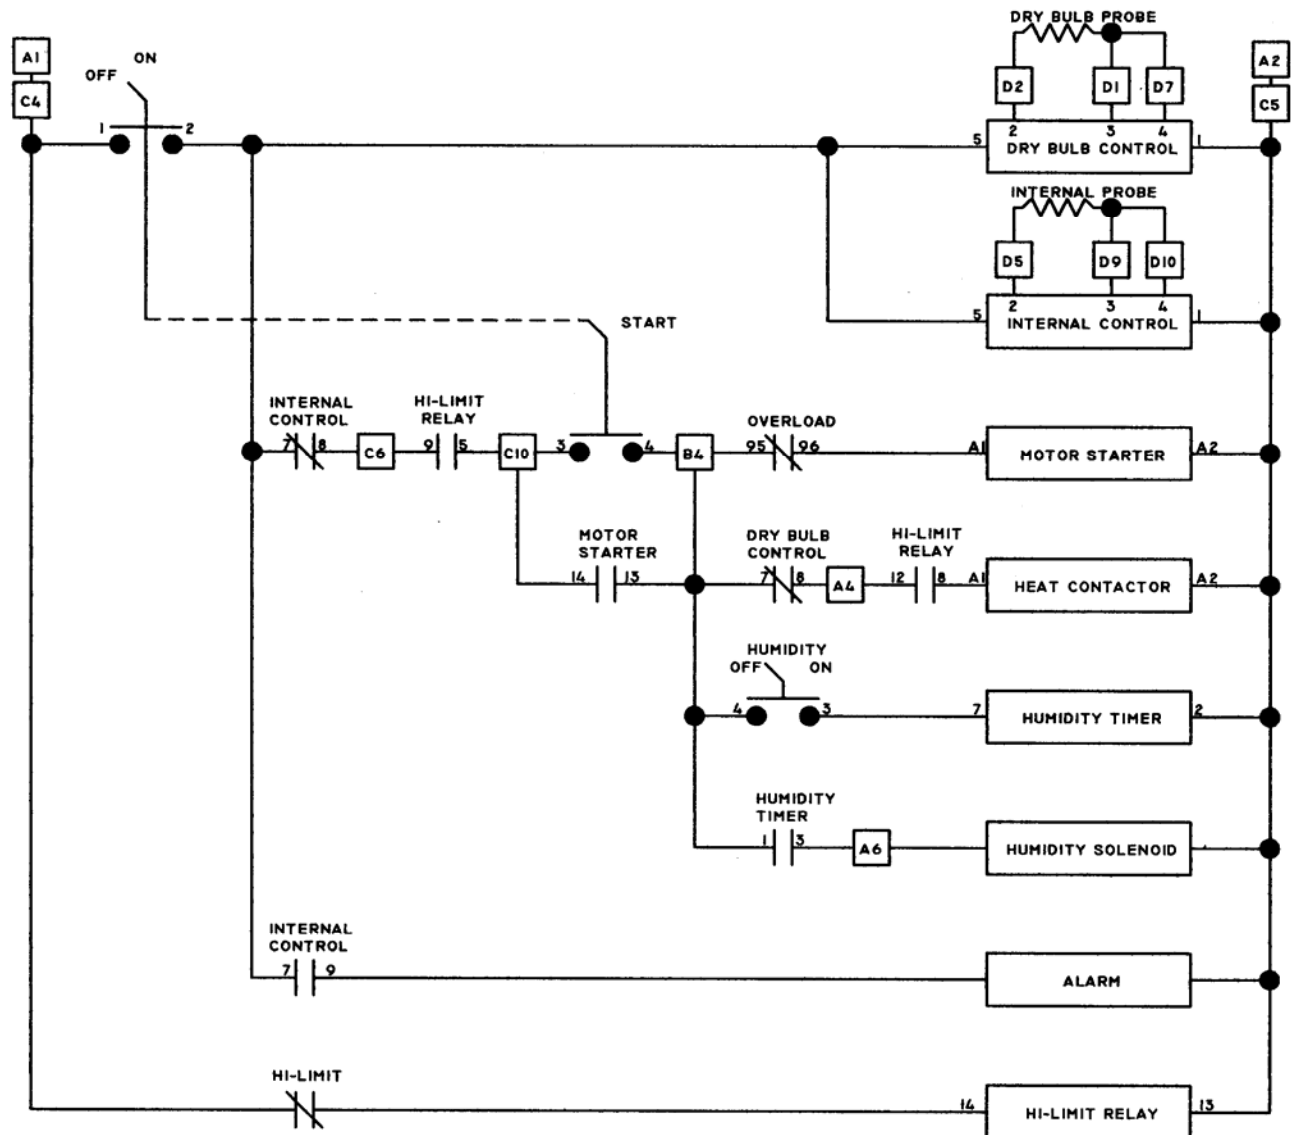 DRY BULB PROBE
A1
ON
A2
OFF
C4
D2
D1
D7
C5
1
2
2
3
4
5
DRY BULB CONTROL
1
INTERNAL PROBE
D5
D9
D10
2
3
4
5
INTERNAL CONTROL
1
START
INTERNAL
CONTROL
HI-LIMIT
RELAY
OVERLOAD
7
8
C6
9
5
C10
3
4
B4
95
96
A1
MOTOR STARTER
A2
MOTOR
STARTER
DRY BULB
CONTROL
HI-LIMIT
RELAY
14
13
7
8
A4
12
8
A1
HEAT CONTACTOR
A2
HUMIDITY
OFF
ON
4
3
7
HUMIDITY TIMER
2
HUMIDITY
TIMER
1
3
A6
HUMIDITY SOLENOID
INTERNAL
CONTROL
7
9
ALARM
HI-LIMIT
14
HI-LIMIT RELAY
13